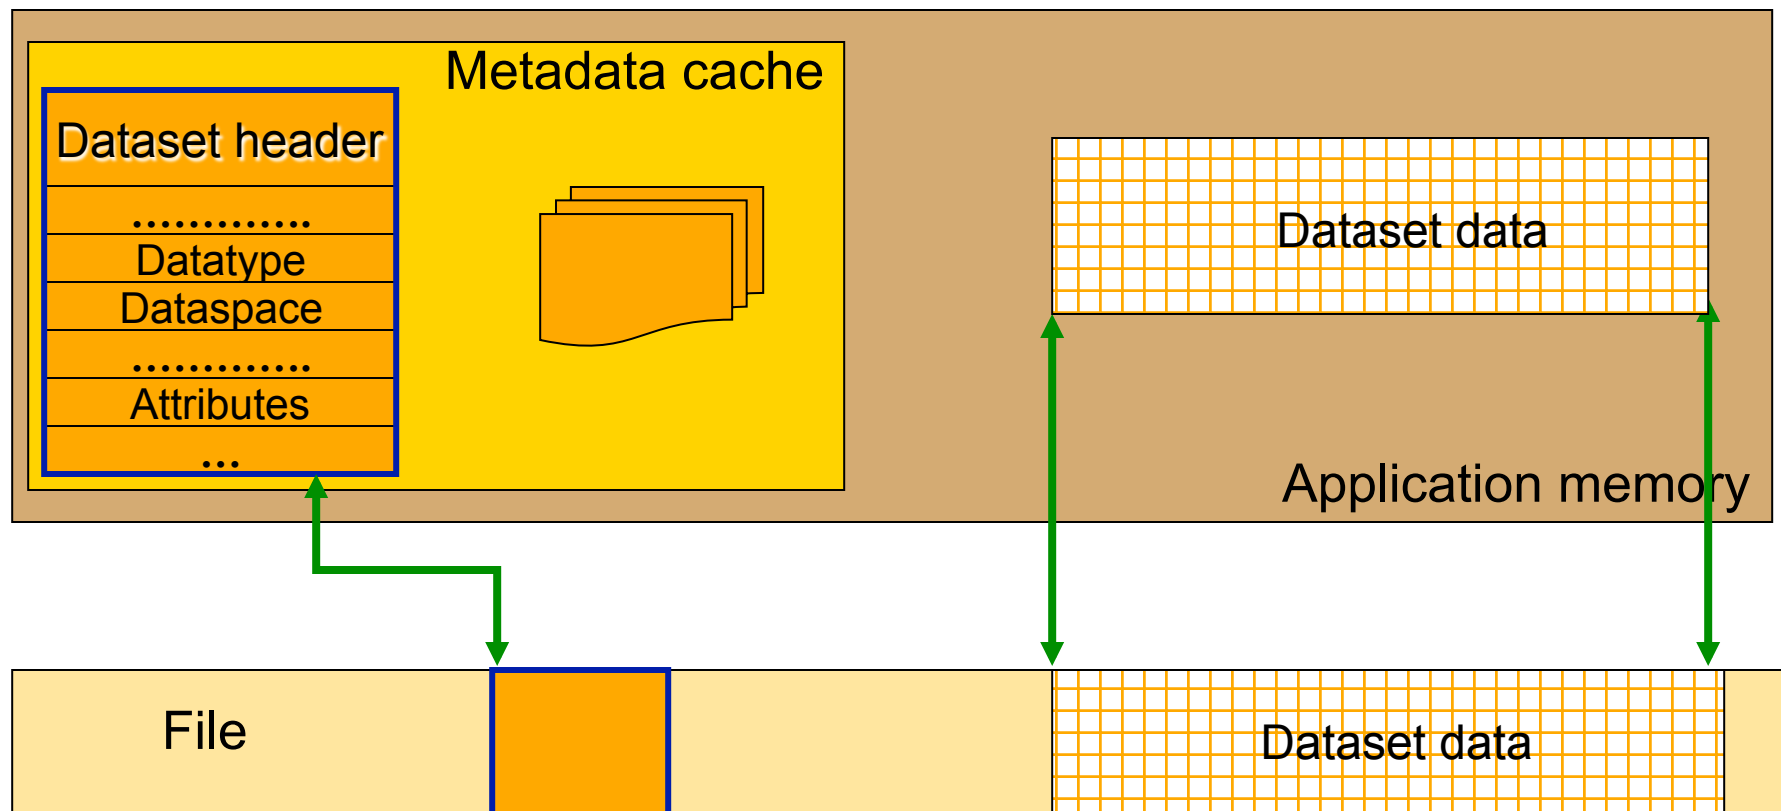 Metadata cache
Dataset header
.............
Datatype
Dataspace
.............
Attributes
...
Dataset data
Application memory
File
Dataset data